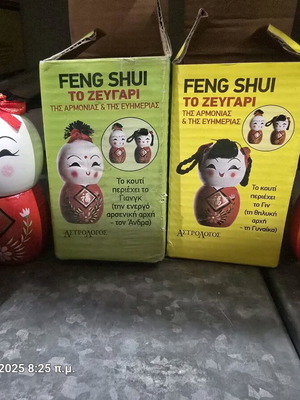 FENG SHUI
ΤΟ ΖΕΥΓΑΡΙ
ΤΗΣ ΑΡΜΟΝΙΑΣ & ΤΗΣ ΕΥΗΜΕΡΙΑΣ
Το κουτί
περιέχει το
Γιανγκ
(την ενεργό
αρσενική αρχή
- τον Άνδρα)
ΑΣΤΡΟΛΟΓΟΣ
FENG SHUI
ΤΟ ΖΕΥΓΑΡΙ
ΤΗΣ ΑΡΜΟΝΙΑΣ
& ΤΗΣ ΕΥΗΜΕΡΙΑΣ
Το κουτί
περιέχει
το Γιν
(τη θηλυκή
αρχή
- τη Γυναίκα)
ΑΣΤΡΟΛΟΓΟΣ
2025 8:25 π.μ.